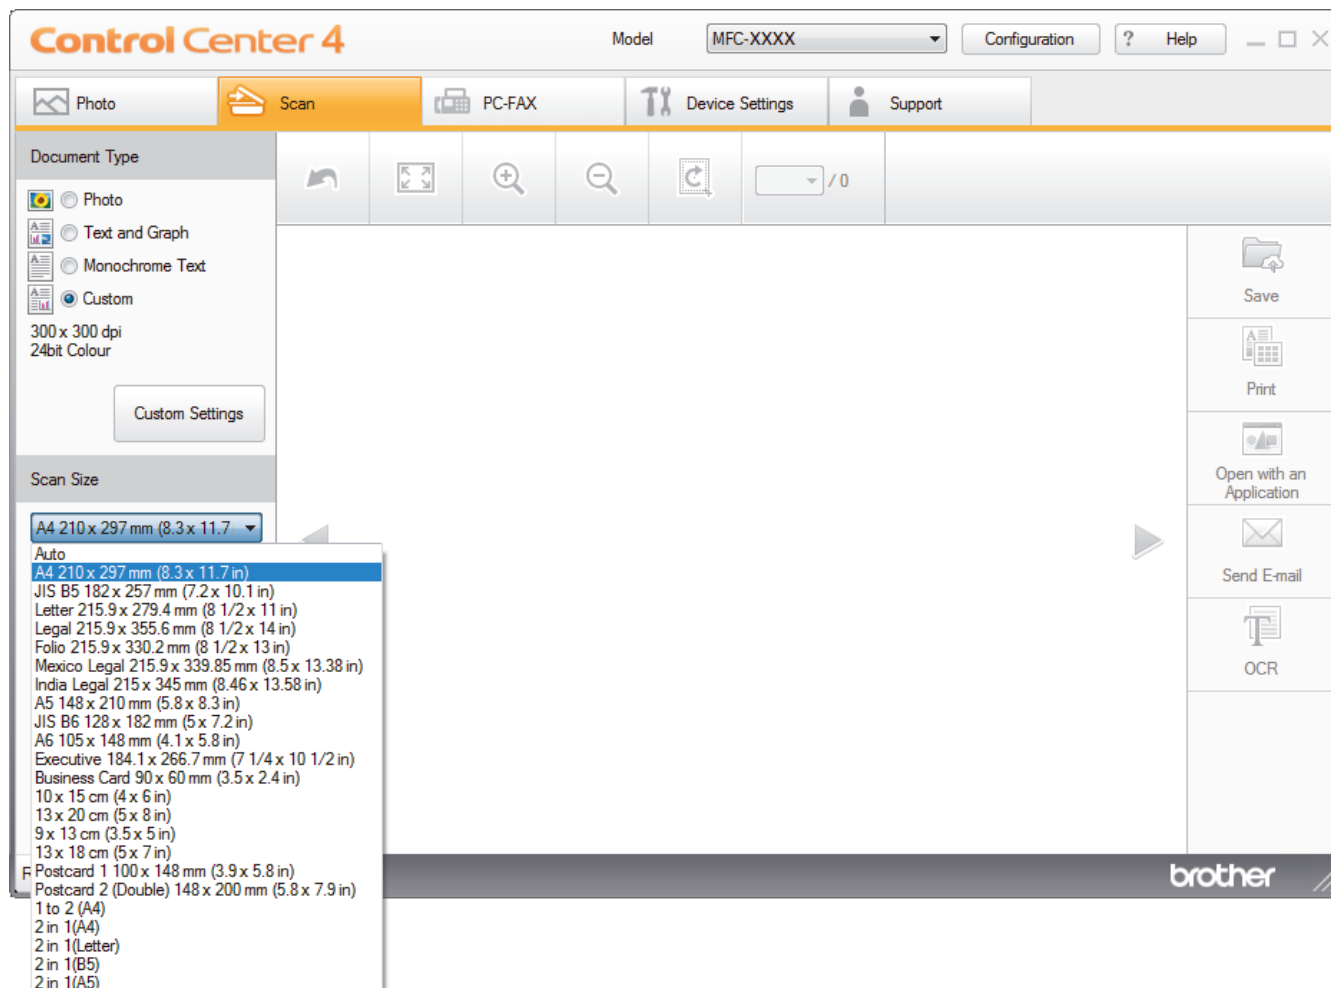 Control Center 4
Model
MFC-XXXX
Configuration
? Help
Photo
Scan
PC-FAX
Device Settings
Support
Document Type
/ 0
Photo
Text and Graph
Monochrome Text
Custom
300 x 300 dpi
24bit Colour
Custom Settings
Scan Size
A4 210 x 297 mm (8.3 x 11.7
Auto
A4 210 x 297 mm (8.3 x 11.7 in)
JIS B5 182 x 257 mm (7.2 x 10.1 in)
Letter 215.9 x 279.4 mm (8 1/2 x 11 in)
Legal 215.9 x 355.6 mm (8 1/2 x 14 in)
Folio 215.9 x 330.2 mm (8 1/2 x 13 in)
Mexico Legal 215.9 x 339.85 mm (8.5 x 13.38 in)
India Legal 215 x 345 mm (8.46 x 13.58 in)
A5 148 x 210 mm (5.8 x 8.3 in)
JIS B6 128 x 182 mm (5 x 7.2 in)
A6 105 x 148 mm (4.1 x 5.8 in)
Executive 184.1 x 266.7 mm (7 1/4 x 10 1/2 in)
Business Card 90 x 60 mm (3.5 x 2.4 in)
10 x 15 cm (4 x 6 in)
13 x 20 cm (5 x 8 in)
9 x 13 cm (3.5 x 5 in)
13 x 18 cm (5 x 7 in)
Postcard 1 100 x 148 mm (3.9 x 5.8 in)
Postcard 2 (Double) 148 x 200 mm (5.8 x 7.9 in)
1 to 2 (A4)
2 in 1(A4)
2 in 1(Letter)
2 in 1(B5)
2 in 1(A5)
Save
Print
Open with an
Application
Send E-mail
OCR
brother